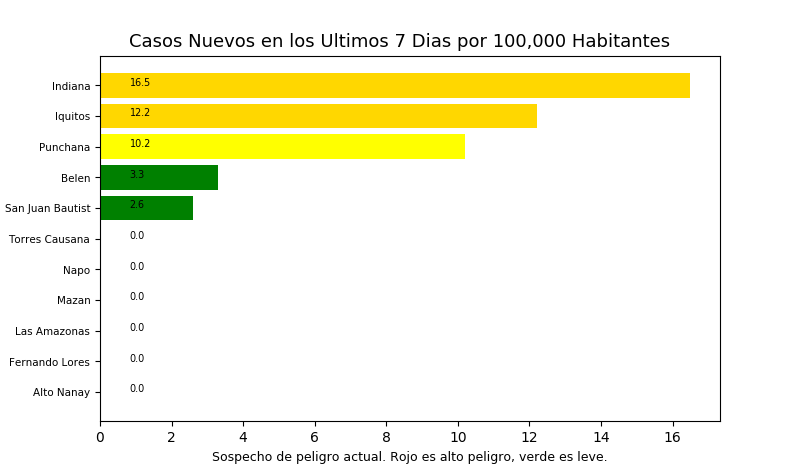 Casos Nuevos en los Ultimos 7 Dias por 100,000 Habitantes
Indiana 16.5
Iquitos 12.2
Punchana 10.2
Belen 3.3
San Juan Bautist 2.6
Torres Causana 0.0
Napo 0.0
Mazan 0.0
Las Amazonas 0.0
Fernando Lores 0.0
Alto Nanay 0.0
0 2 4 6 8 10 12 14 16
Sospecho de peligro actual. Rojo es alto peligro, verde es leve.